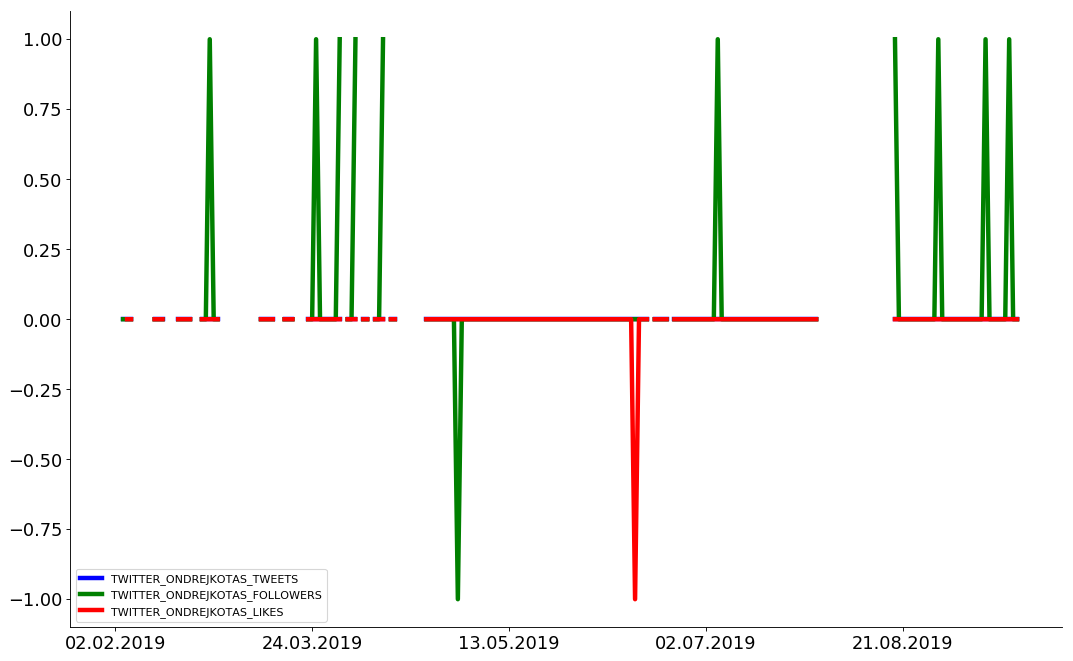 1.00
0.75
0.50
0.25
0.00
−0.25
−0.50
−0.75
−1.00
TWITTER_ONDREJKOTAS_TWEETS
TWITTER_ONDREJKOTAS_FOLLOWERS
TWITTER_ONDREJKOTAS_LIKES
02.02.2019 24.03.2019 13.05.2019 02.07.2019 21.08.2019